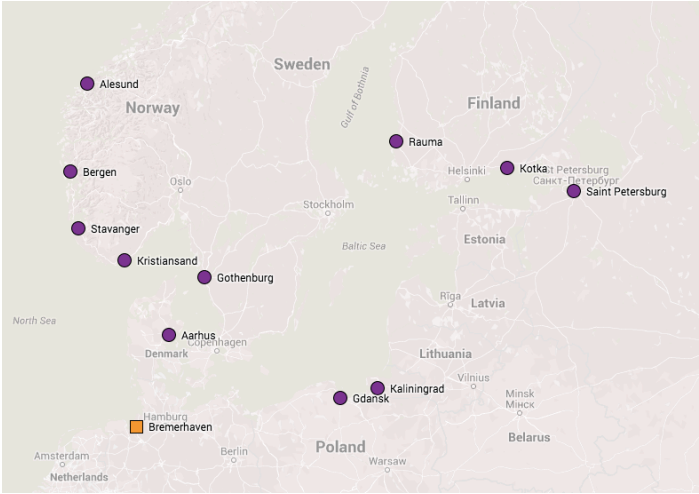 Sweden
Alesund
Finland
Norway
Gulf of Bothnia
Rauma
Bergen
Helsinki
Kotka
St Petersburg
Санкт-Петербург
Oslo
Saint Petersburg
Stockholm
Tallinn
Stavanger
Baltic Sea
Estonia
Kristiansand
Gothenburg
Rīga
Latvia
North Sea
Aarhus
Copenhagen
Denmark
Lithuania
Vilnius
Kaliningrad
Gdansk
Minsk
Мінск
Hamburg
Bremerhaven
Belarus
Poland
Berlin
Amsterdam
Warsaw
Netherlands